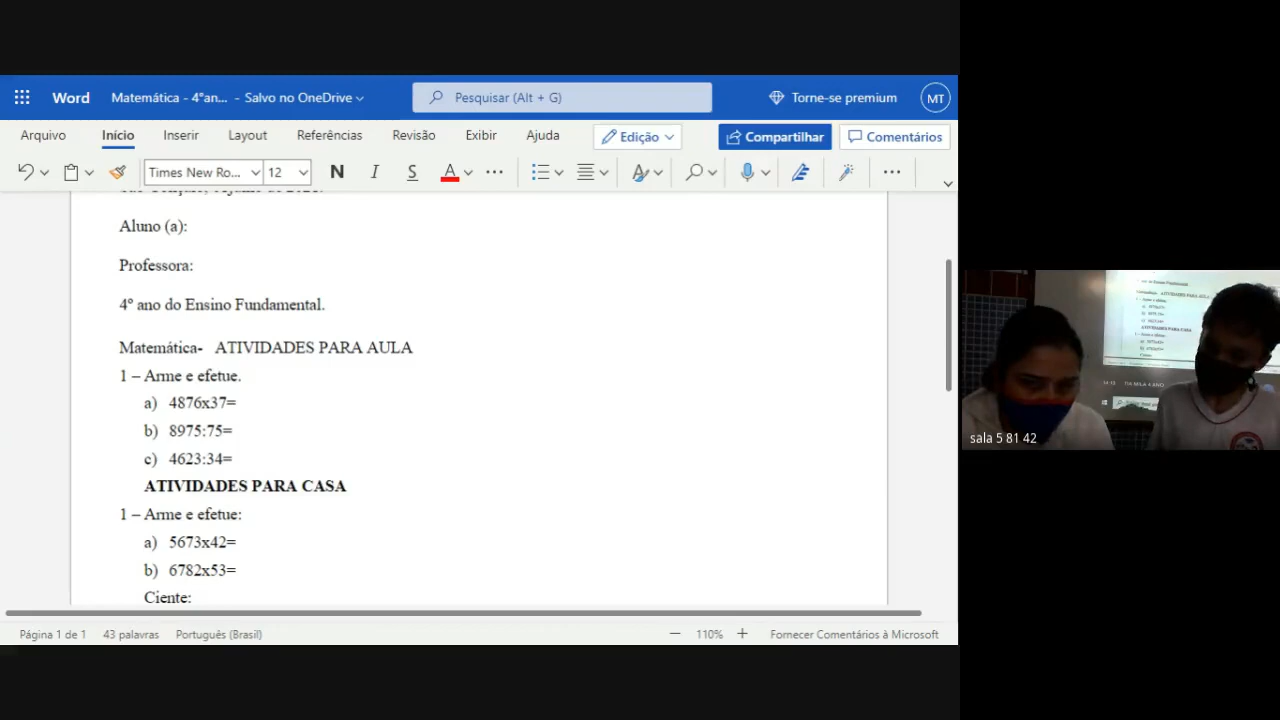 Word Matemática - 4°an... - Salvo no OneDrive Pesquisar (Alt + G) Torne-se premium MT
Arquivo Início Inserir Layout Referências Revisão Exibir Ajuda Edição Compartilhar Comentários
Times New Ro... 12 N I S A ...
Aluno (a):
Professora:
4º ano do Ensino Fundamental.
Matemática- ATIVIDADES PARA AULA
1 – Arme e efetue.
a) 4876x37=
b) 8975:75=
c) 4623:34=
ATIVIDADES PARA CASA
1 – Arme e efetue:
a) 5673x42=
b) 6782x53=
Ciente:
Página 1 de 1 43 palavras Português (Brasil) 110% Fornecer Comentários à Microsoft
sala 5 81 42